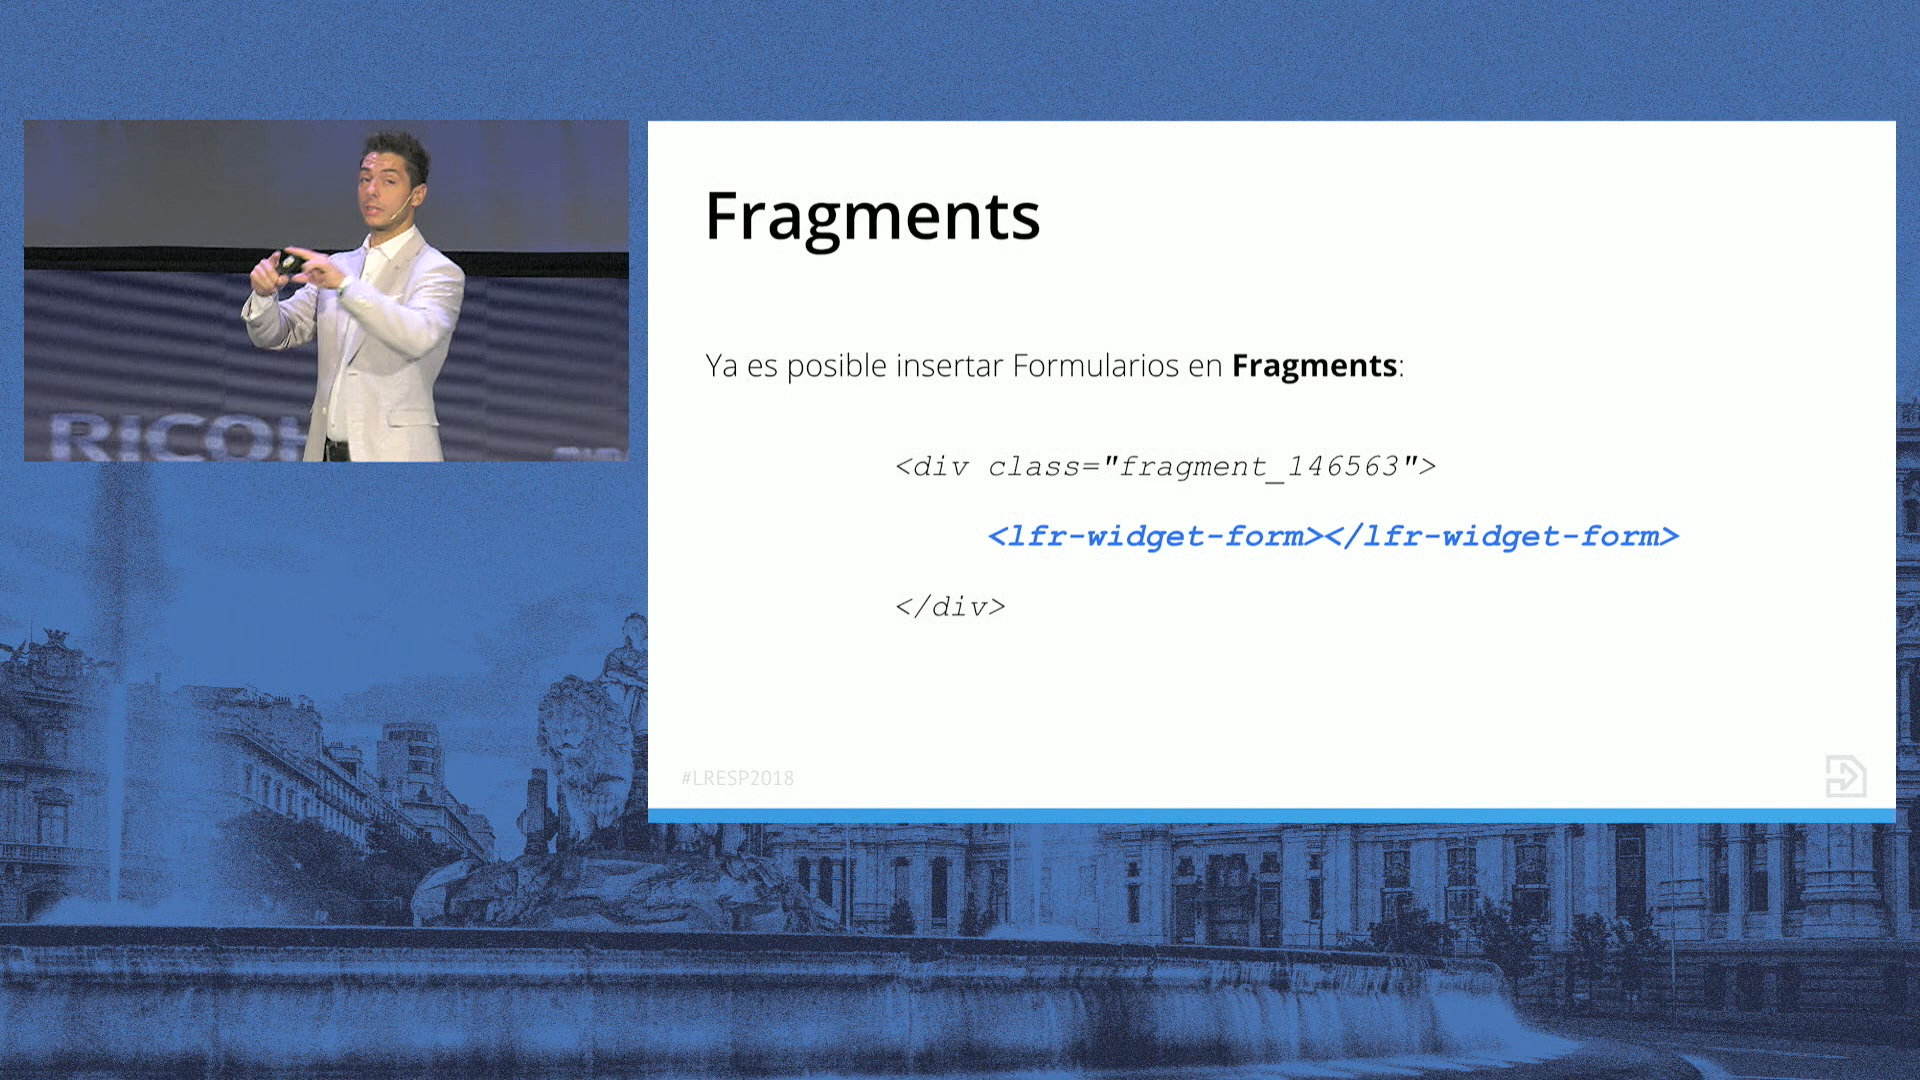 Fragments
Ya es posible insertar Formularios en Fragments:
<div class="fragment_146563">
<lfr-widget-form></lfr-widget-form>
</div>
#LRESP2018
RICOH